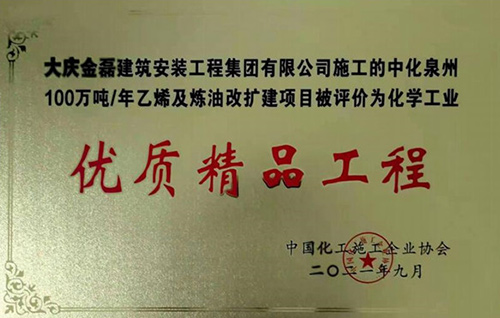 大庆金磊建筑安装工程集团有限公司施工的中化泉州
100万吨/年乙烯及炼油改扩建项目被评价为化学工业
优质精品工程
中国化工施工企业协会
二〇二一年九月